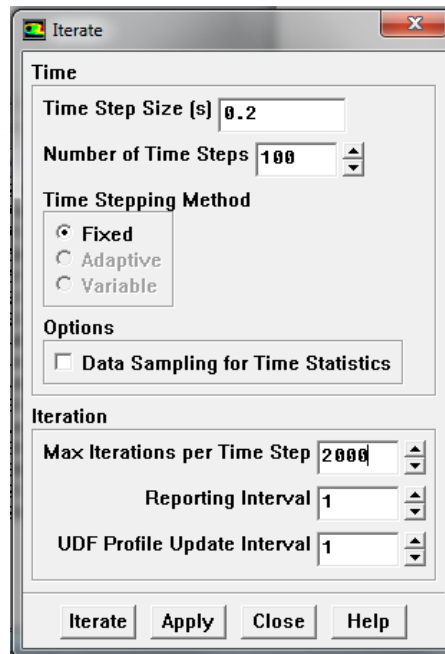 Iterate
Time
Time Step Size (s) 0.2
Number of Time Steps 100
Time Stepping Method
Fixed
Adaptive
Variable
Options
Data Sampling for Time Statistics
Iteration
Max Iterations per Time Step 2000
Reporting Interval 1
UDF Profile Update Interval 1
Iterate Apply Close Help